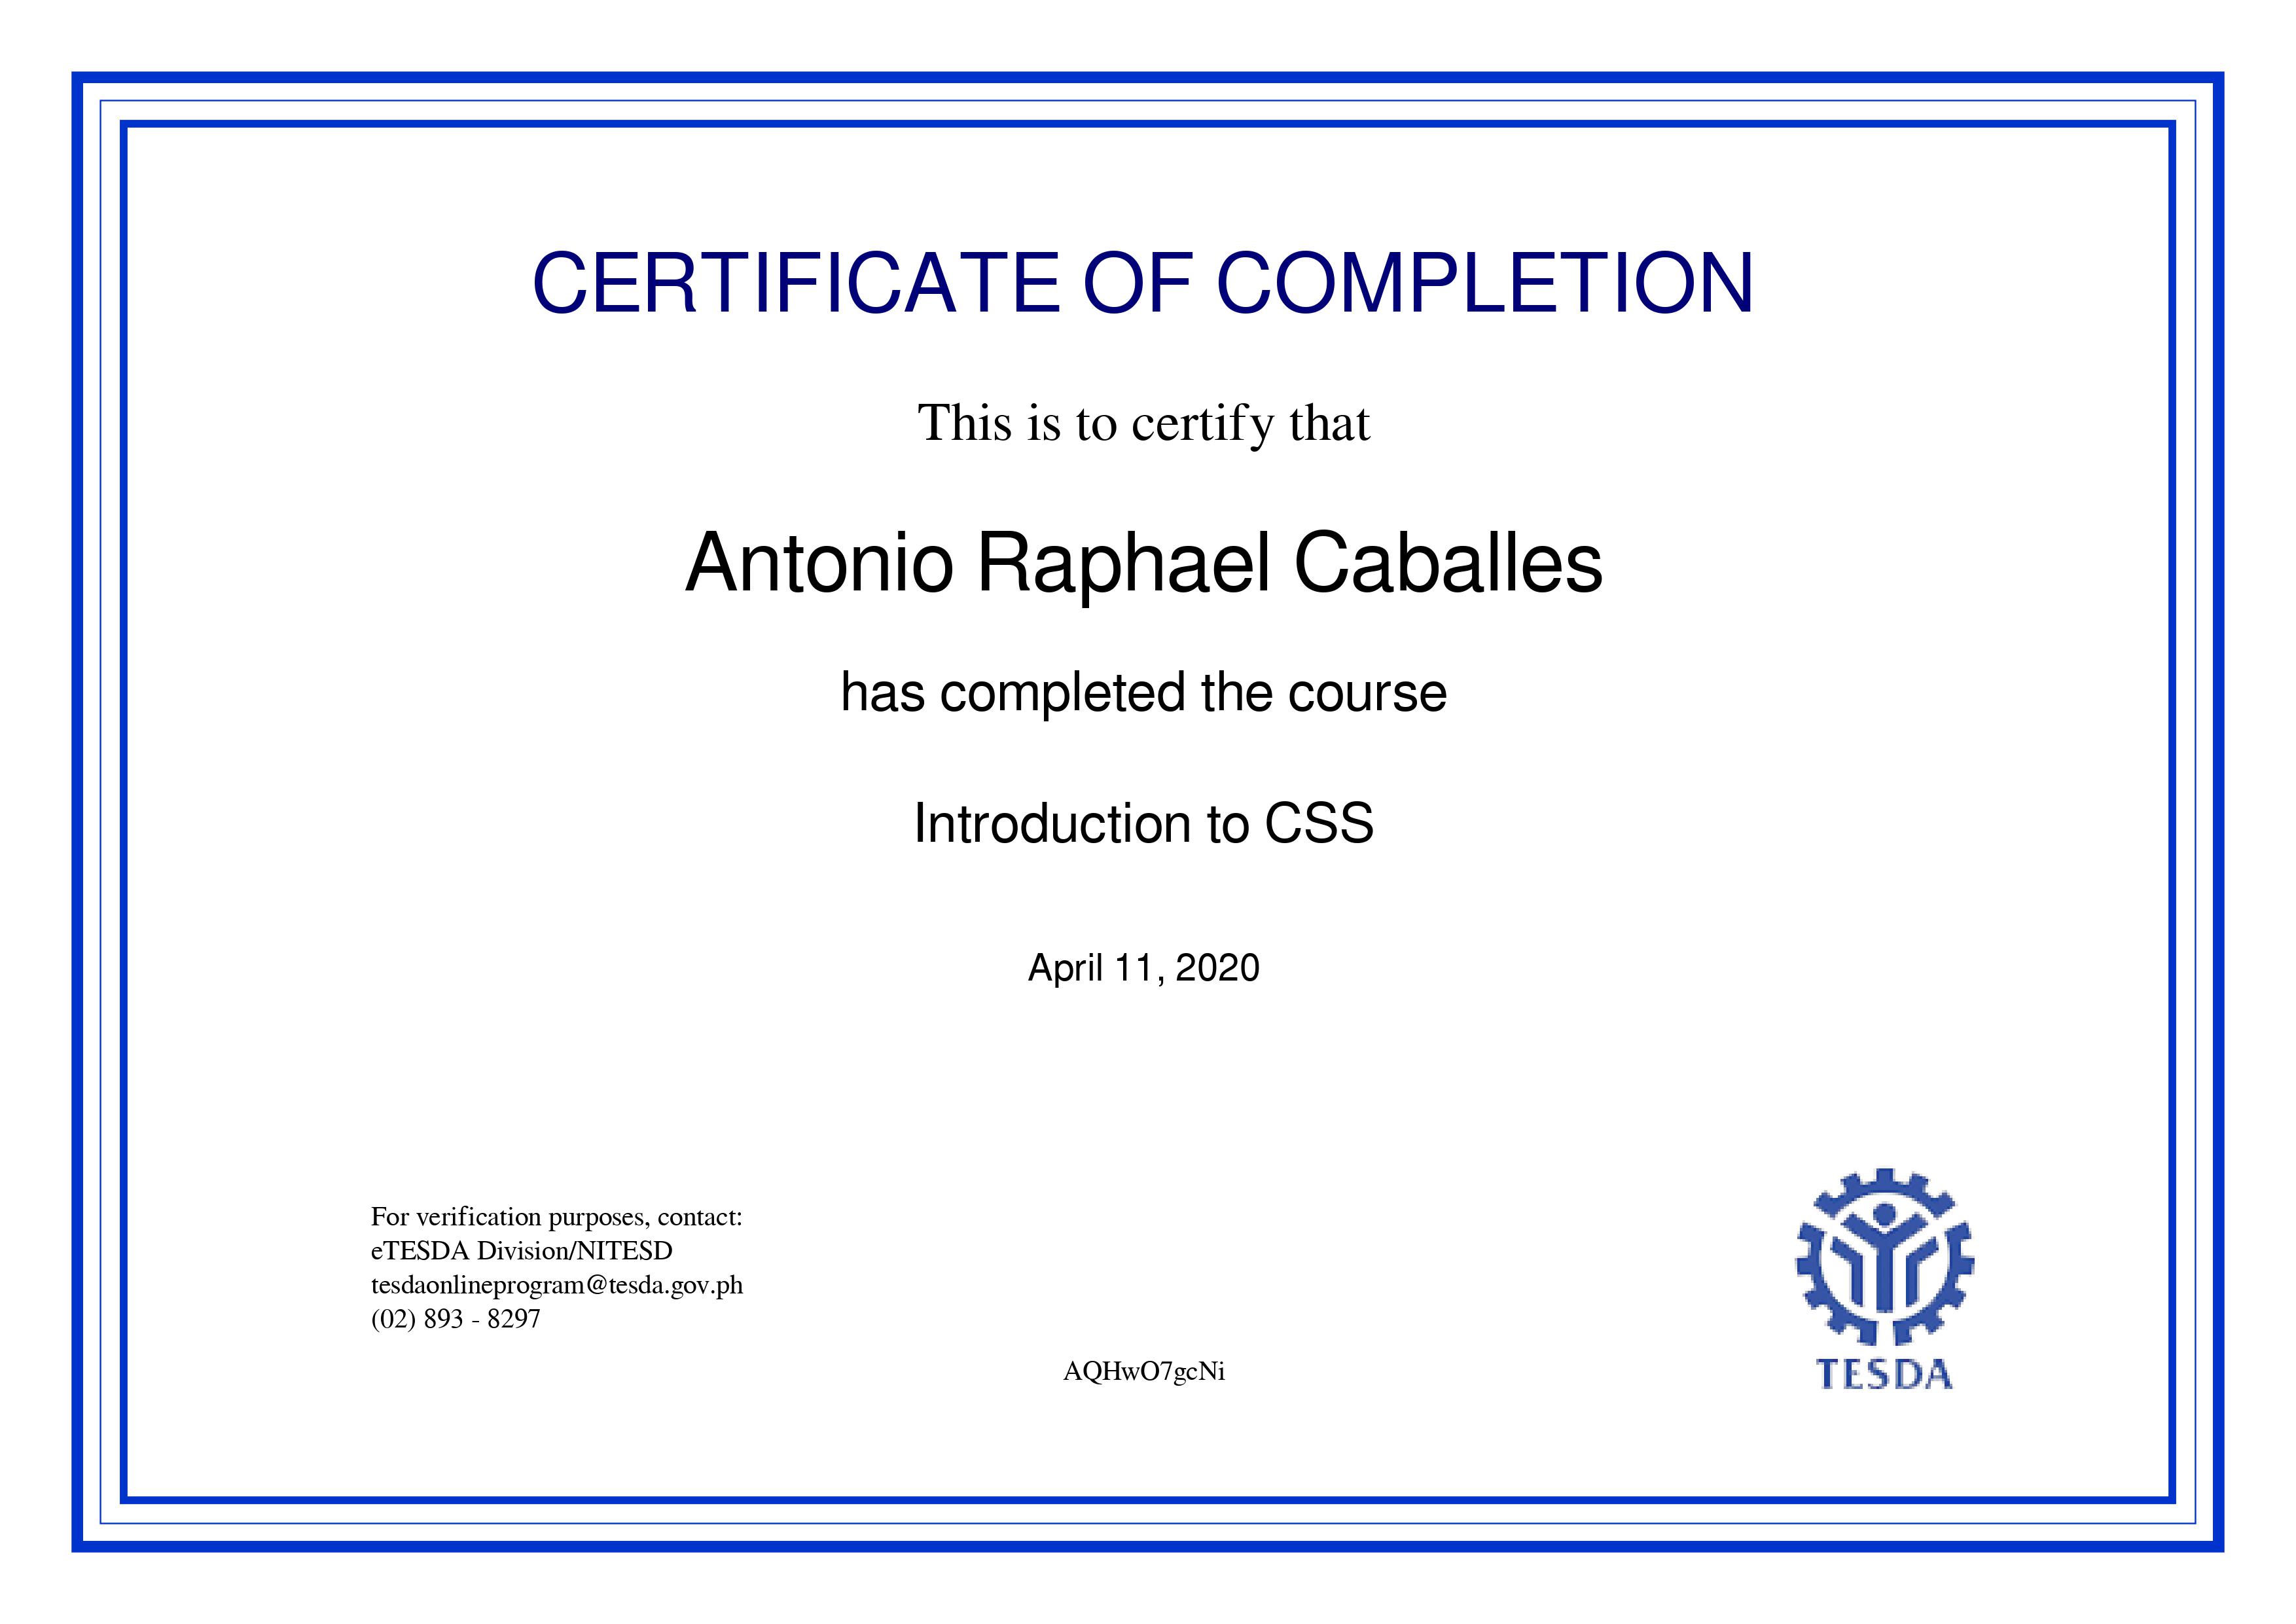 CERTIFICATE OF COMPLETION
This is to certify that
Antonio Raphael Caballes
has completed the course
Introduction to CSS
April 11, 2020
For verification purposes, contact:
eTESDA Division/NITESD
tesdaonlineprogram@tesda.gov.ph
(02) 893 - 8297
AQHwO7gcNi
TESDA